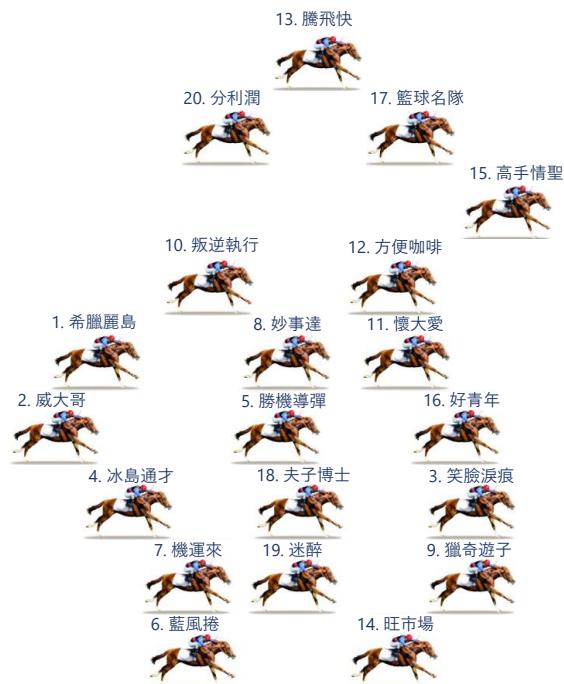 13. 騰飛快
20. 分利潤
17. 籃球名隊
15. 高手情聖
10. 叛逆執行
12. 方便咖啡
1. 希臘麗島
8. 妙事達
11. 懷大愛
2. 威大哥
5. 勝機導彈
16. 好青年
4. 冰島通才
18. 夫子博士
3. 笑臉淚痕
7. 機運來
19. 迷醉
9. 獵奇遊子
6. 藍風捲
14. 旺市場